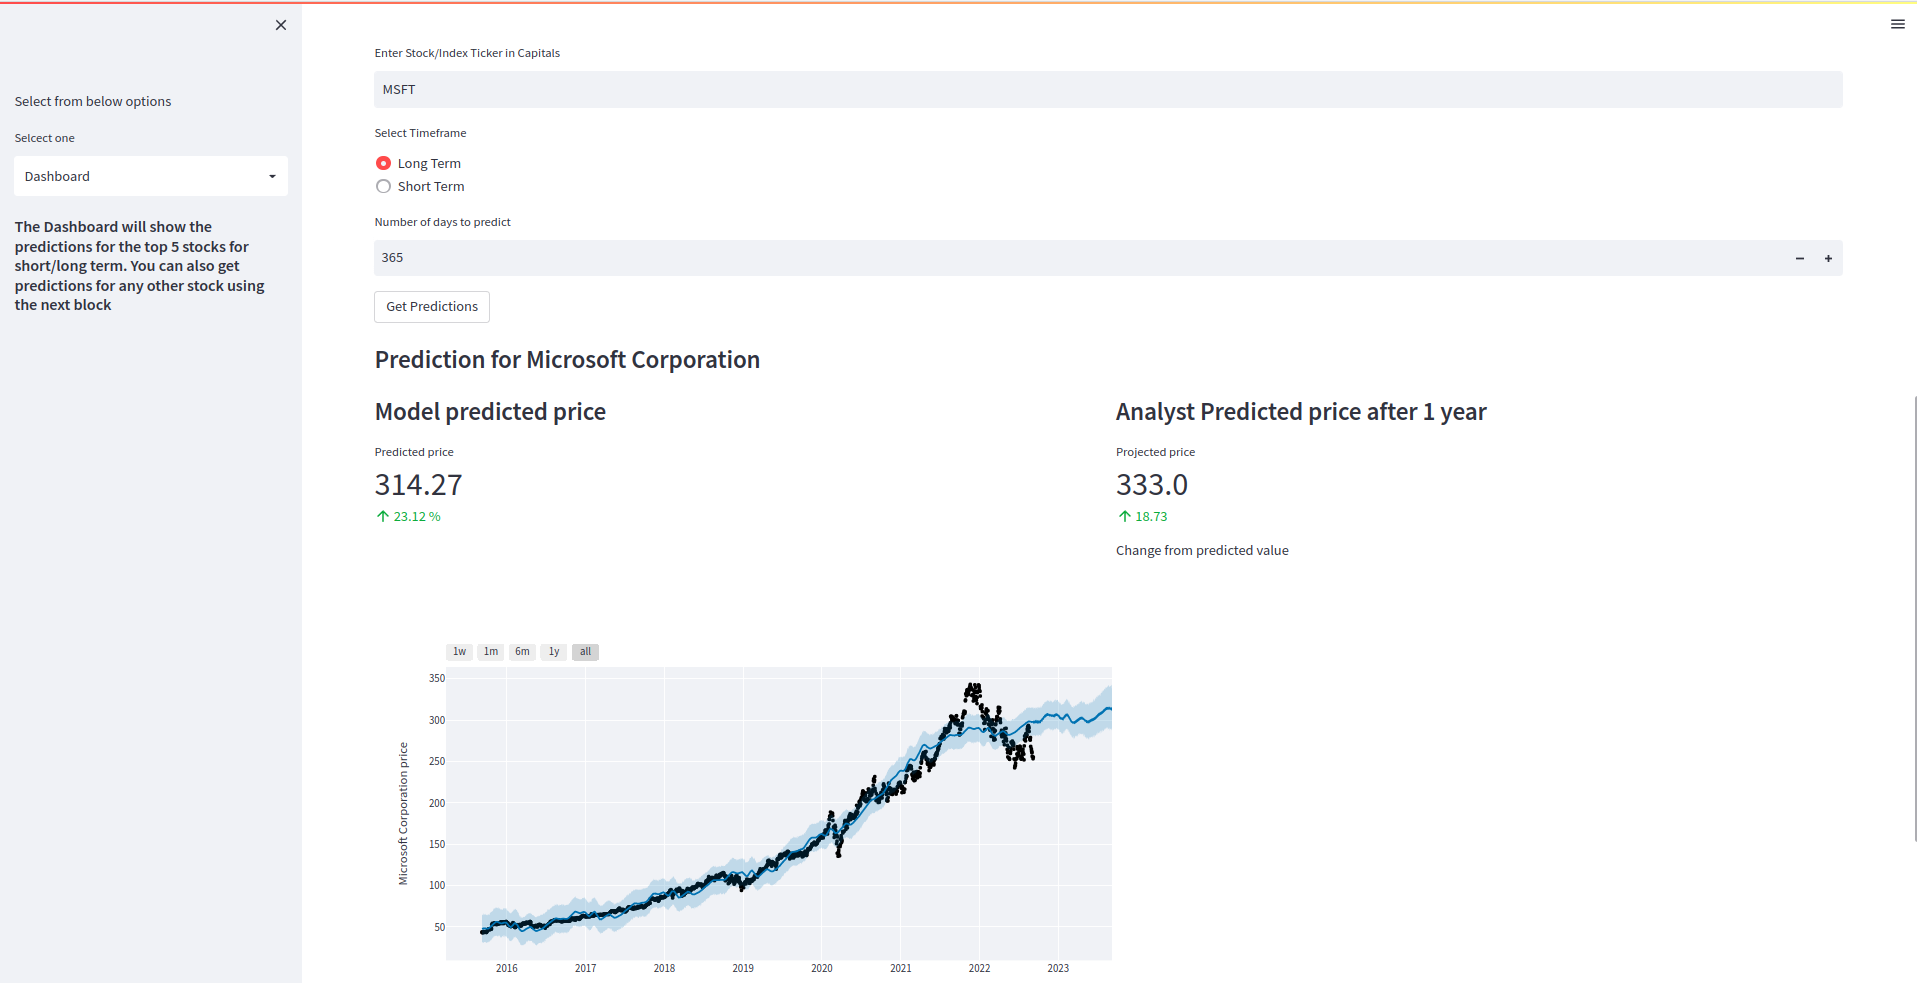 Select from below options
Selcect one
Dashboard
The Dashboard will show the
predictions for the top 5 stocks for
short/long term. You can also get
predictions for any other stock using
the next block
Enter Stock/Index Ticker in Capitals
MSFT
Select Timeframe
Long Term
Short Term
Number of days to predict
365
Get Predictions
Prediction for Microsoft Corporation
Model predicted price
Predicted price
314.27
23.12 %
Analyst Predicted price after 1 year
Projected price
333.0
18.73
Change from predicted value
1w 1m 6m 1y all
Microsoft Corporation price
350
300
250
200
150
100
50
2016 2017 2018 2019 2020 2021 2022 2023